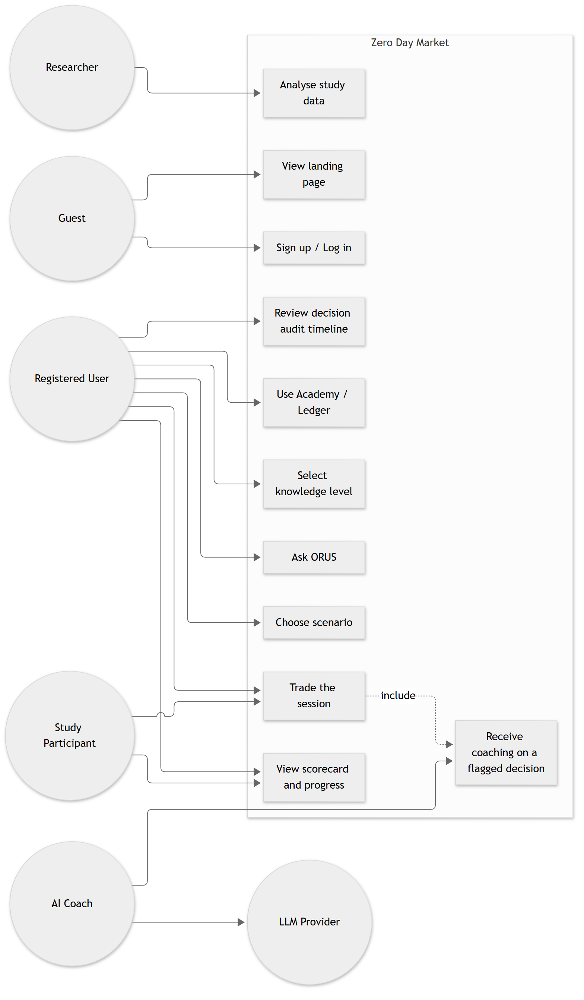 Zero Day Market
Researcher
Analyse study
data
View landing
page
Guest
Sign up / Log in
Review decision
audit timeline
Registered User
Use Academy /
Ledger
Select
knowledge level
Ask ORUS
Choose scenario
Trade the
session
include
Study
Participant
Receive
coaching on a
flagged decision
View scorecard
and progress
AI Coach
LLM Provider